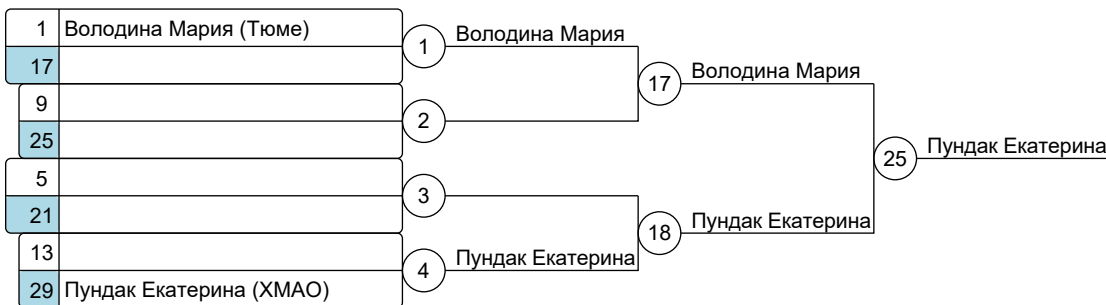 1 Володина Мария (Тюме)
17
9
25
5
21
13
29 Пундак Екатерина (ХМАО)
1 Володина Мария
2
3
4 Пундак Екатерина
17 Володина Мария
18 Пундак Екатерина
25 Пундак Екатерина